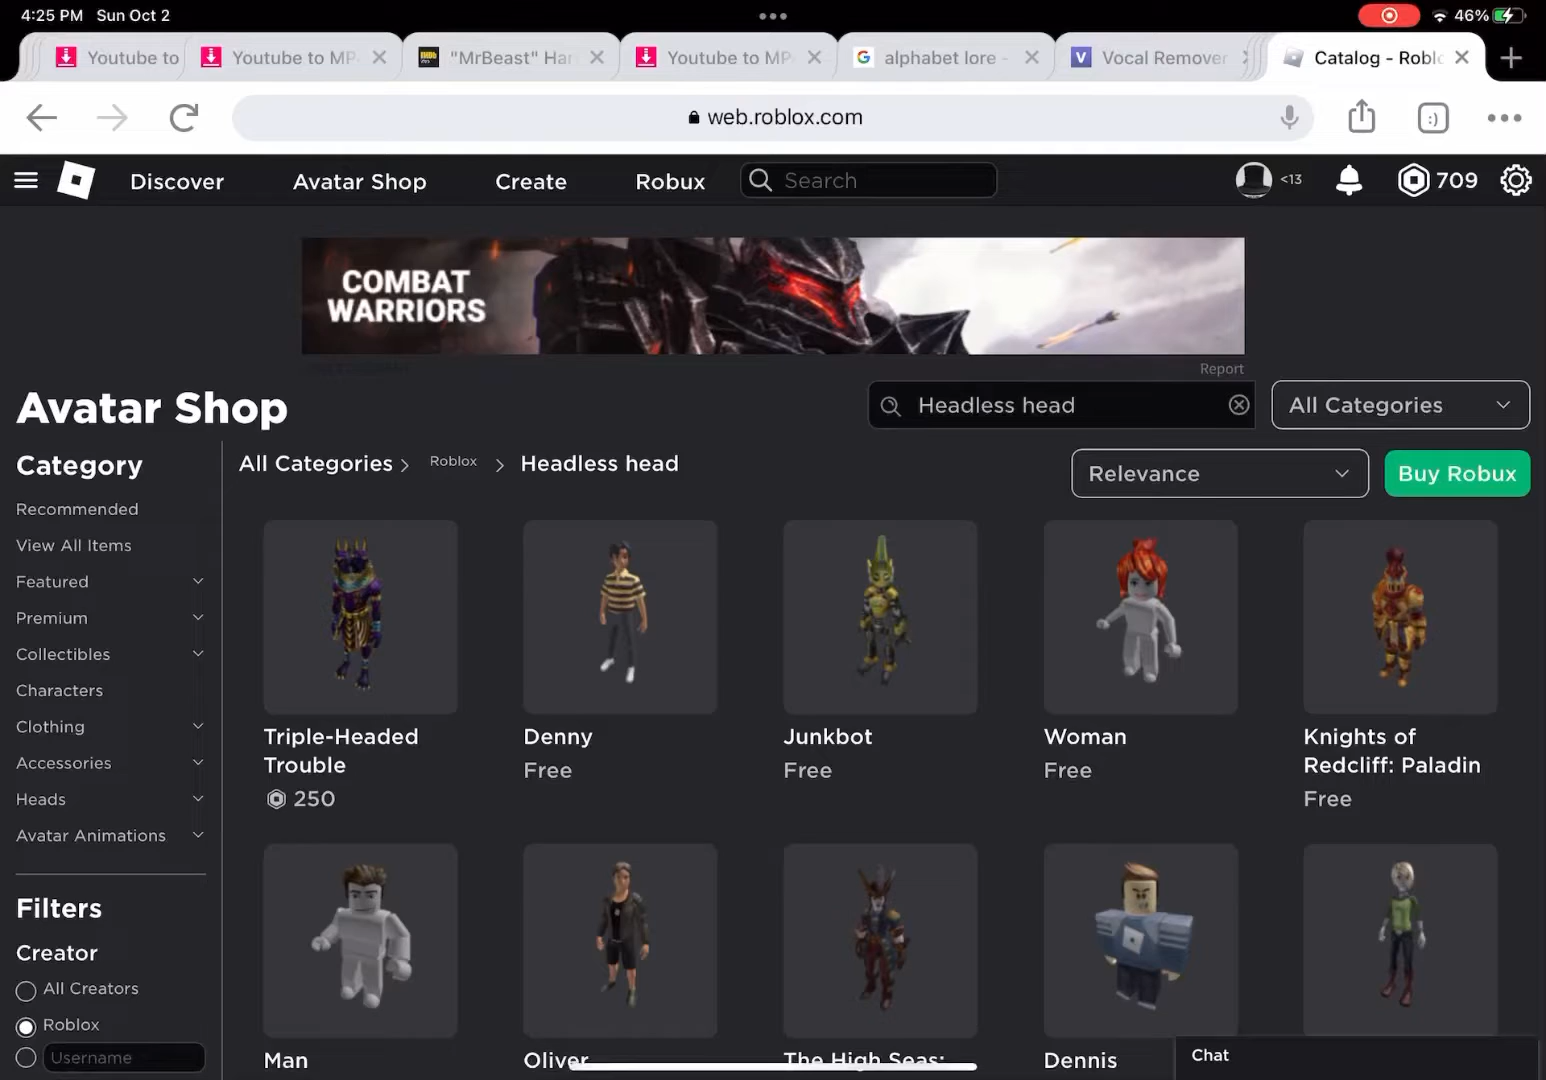 4:25 PM Sun Oct 2
46%
Youtube to
Youtube to MP
"MrBeast" Har
Youtube to MP
alphabet lore -
Vocal Remover
Catalog - Roblo
web.roblox.com
Discover
Avatar Shop
Create
Robux
Search
<13
709
COMBAT
WARRIORS
Report
Avatar Shop
Headless head
All Categories
Category
All Categories > Roblox > Headless head
Relevance
Buy Robux
Recommended
View All Items
Featured
Premium
Collectibles
Characters
Clothing
Accessories
Heads
Avatar Animations
Triple-Headed
Trouble
250
Denny
Free
Junkbot
Free
Woman
Free
Knights of
Redcliff: Paladin
Free
Filters
Creator
All Creators
Roblox
Username
Man
Oliver
The High Seas:
Dennis
Chat